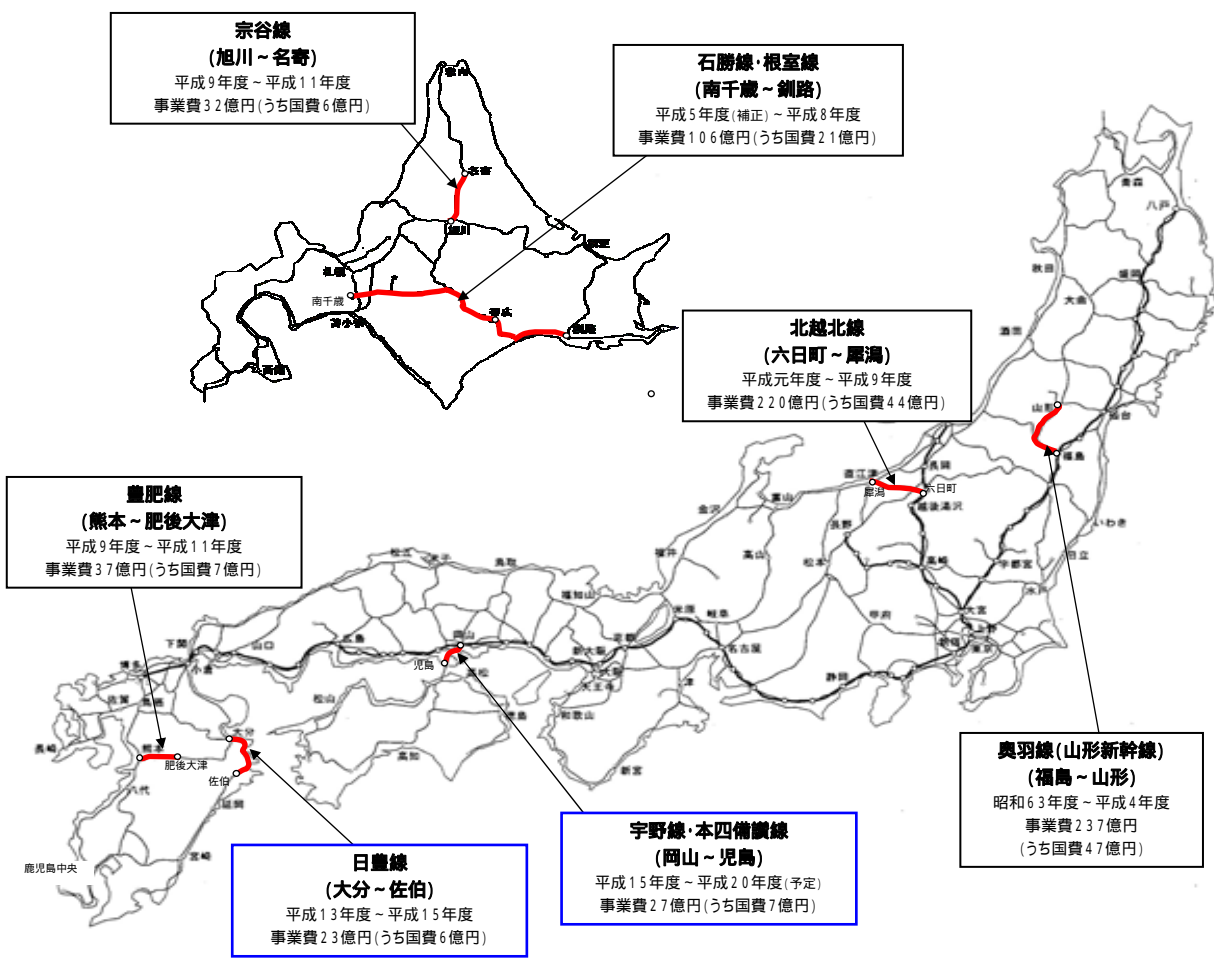 宗谷線
(旭川～名寄)
平成9年度～平成11年度
事業費32億円(うち国費6億円)
石勝線・根室線
(南千歳～釧路)
平成5年度(補正)～平成8年度
事業費106億円(うち国費21億円)
名寄
旭川
札幌
南千歳
苫小牧
帯広
釧路
北越北線
(六日町～犀潟)
平成元年度～平成9年度
事業費220億円(うち国費44億円)
青森
八戸
秋田
盛岡
大曲
酒田
山形
仙台
福島
豊肥線
(熊本～肥後大津)
平成9年度～平成11年度
事業費37億円(うち国費7億円)
直江津
長岡
犀潟
六日町
越後湯沢
富山
金沢
長野
いわき
福井
高山
松本
高崎
宇都宮
日立
水戸
松江
米子
鳥取
福知山
米原
岐阜
甲府
大宮
上野
新宿
東京
下関
山口
広島
岡山
京都
新大阪
大阪
天王寺
名古屋
静岡
津
博多
小倉
児島
高松
佐賀
鳥栖
松山
徳島
和歌山
長崎
熊本
大分
肥後大津
佐伯
高知
新宮
八代
延岡
宮崎
鹿児島中央
奥羽線(山形新幹線)
(福島～山形)
昭和63年度～平成4年度
事業費237億円
(うち国費47億円)
宇野線・本四備讃線
(岡山～児島)
平成15年度～平成20年度(予定)
事業費27億円(うち国費7億円)
日豊線
(大分～佐伯)
平成13年度～平成15年度
事業費23億円(うち国費6億円)